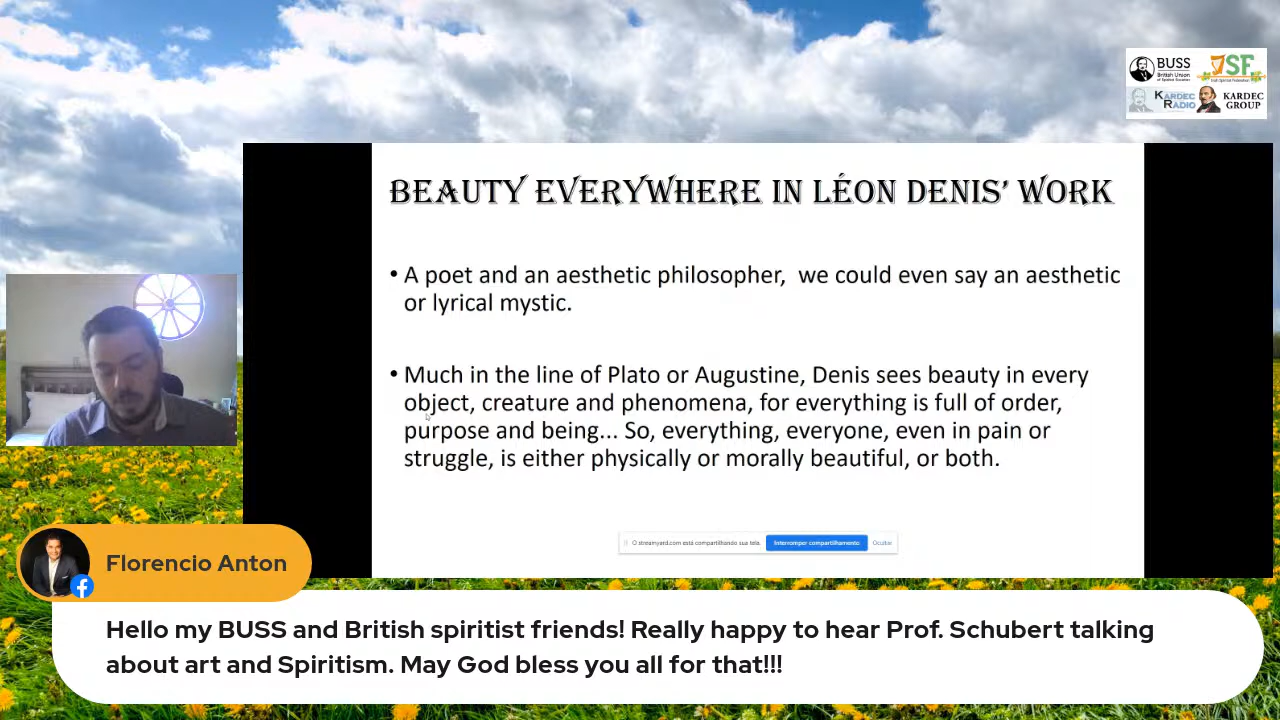 BUSS
British Union
of Spiritist Societies
JSF
KARDEC
RADIO
KARDEC
GROUP
BEAUTY EVERYWHERE IN LÉON DENIS’ WORK
• A poet and an aesthetic philosopher,  we could even say an aesthetic
or lyrical mystic.
• Much in the line of Plato or Augustine, Denis sees beauty in every
object, creature and phenomena, for everything is full of order,
purpose and being... So, everything, everyone, even in pain or
struggle, is either physically or morally beautiful, or both.
O streamyard.com está compartilhando sua tela. Interromper compartilhamento Ocultar
Florencio Anton
Hello my BUSS and British spiritist friends! Really happy to hear Prof. Schubert talking
about art and Spiritism. May God bless you all for that!!!